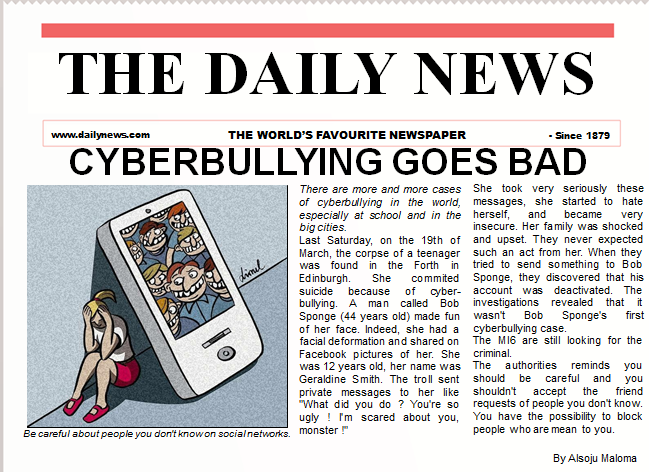 THE DAILY NEWS
www.dailynews.com THE WORLD'S FAVOURITE NEWSPAPER - Since 1879
CYBERBULLYING GOES BAD
lionel
Be careful about people you don't know on social networks.
There are more and more cases
of cyberbullying in the world,
especially at school and in the
big cities.
Last Saturday, on the 19th of
March, the corpse of a teenager
was found in the Forth in
Edinburgh. She commited
suicide because of cyber-
bullying. A man called Bob
Sponge (44 years old) made fun
of her face. Indeed, she had a
facial deformation and shared on
Facebook pictures of her. She
was 12 years old, her name was
Geraldine Smith. The troll sent
private messages to her like
"What did you do ? You're so
ugly ! I'm scared about you,
monster !"
She took very seriously these
messages, she started to hate
herself, and became very
insecure. Her family was shocked
and upset. They never expected
such an act from her. When they
tried to send something to Bob
Sponge, they discovered that his
account was deactivated. The
investigations revealed that it
wasn't Bob Sponge's first
cyberbullying case.
The MI6 are still looking for the
criminal.
The authorities reminds you
should be careful and you
shouldn't accept the friend
requests of people you don't know.
You have the possibility to block
people who are mean to you.
By Alsoju Maloma